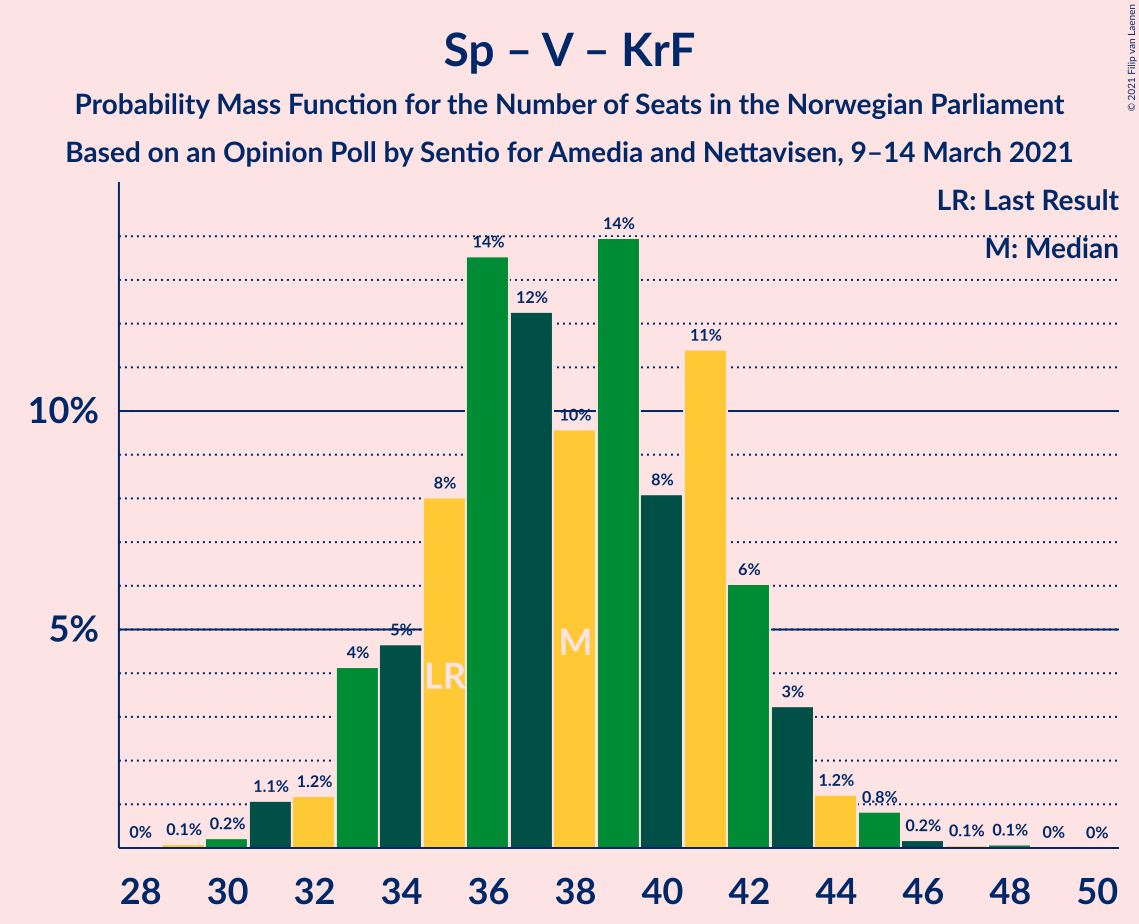 Sp – V – KrF
Probability Mass Function for the Number of Seats in the Norwegian Parliament
Based on an Opinion Poll by Sentio for Amedia and Nettavisen, 9–14 March 2021
© 2021 Filip van Laenen
LR: Last Result
M: Median
10%
5%
0%
0.1%
0.2%
1.1%
1.2%
4%
5%
8%
14%
12%
10%
14%
8%
11%
6%
3%
1.2%
0.8%
0.2%
0.1%
0.1%
0%
0%
LR
M
28 30 32 34 36 38 40 42 44 46 48 50